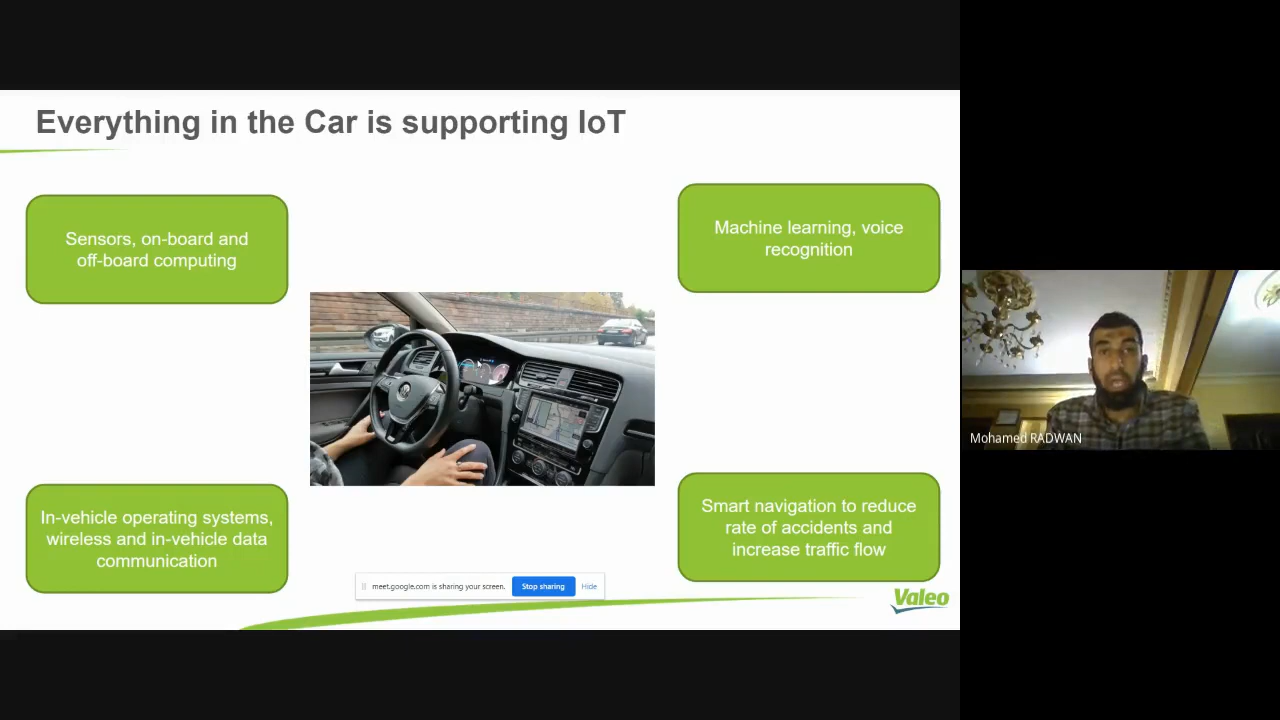 Everything in the Car is supporting IoT
Sensors, on-board and
off-board computing
Machine learning, voice
recognition
In-vehicle operating systems,
wireless and in-vehicle data
communication
Smart navigation to reduce
rate of accidents and
increase traffic flow
meet.google.com is sharing your screen. Stop sharing Hide
Valeo
Mohamed RADWAN